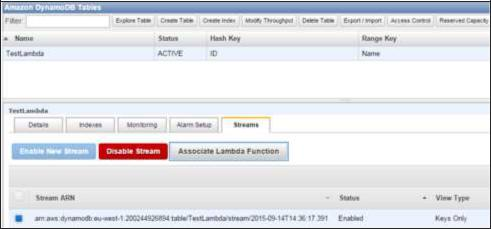 Amazon DynamoDB Tables
Filter: Explore Table Create Table Create Index Modify Throughput Delete Table Export / Import Access Control Reserved Capacity
Name Status Hash Key Range Key
TestLambda ACTIVE ID Name
TestLambda
Details Indexes Monitoring Alarm Setup Streams
Enable New Stream Disable Stream Associate Lambda Function
Stream ARN Status View Type
arn:aws:dynamodb:eu-west-1:200244926894:table/TestLambda/stream/2015-09-14T14:36:17.391 Enabled Keys Only